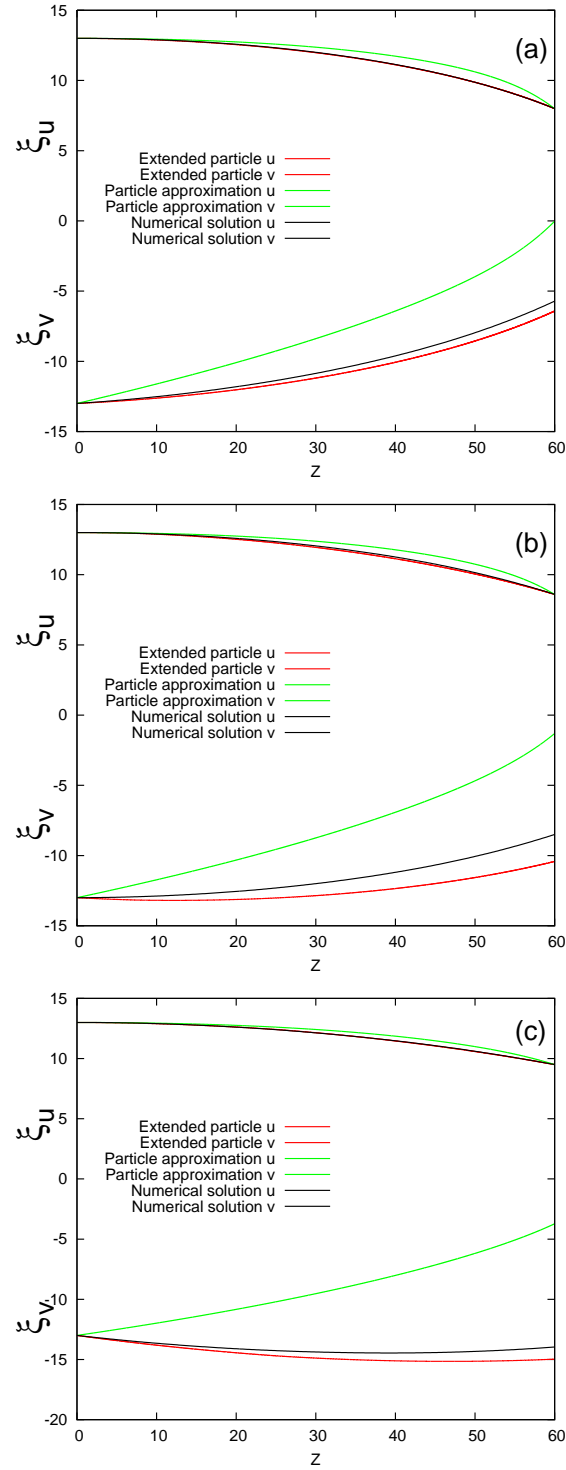 15
(a)
10
ξu
5
Extended particle u
Extended particle v
Particle approximation u
Particle approximation v
Numerical solution u
Numerical solution v
0
-5
ξv
-10
-15
0 10 20 30 40 50 60
z
15
(b)
10
ξu
5
Extended particle u
Extended particle v
Particle approximation u
Particle approximation v
Numerical solution u
Numerical solution v
0
-5
ξv
-10
-15
0 10 20 30 40 50 60
z
15
(c)
10
ξu
5
Extended particle u
Extended particle v
Particle approximation u
Particle approximation v
Numerical solution u
Numerical solution v
0
-5
-10
ξv
-15
-20
0 10 20 30 40 50 60
z